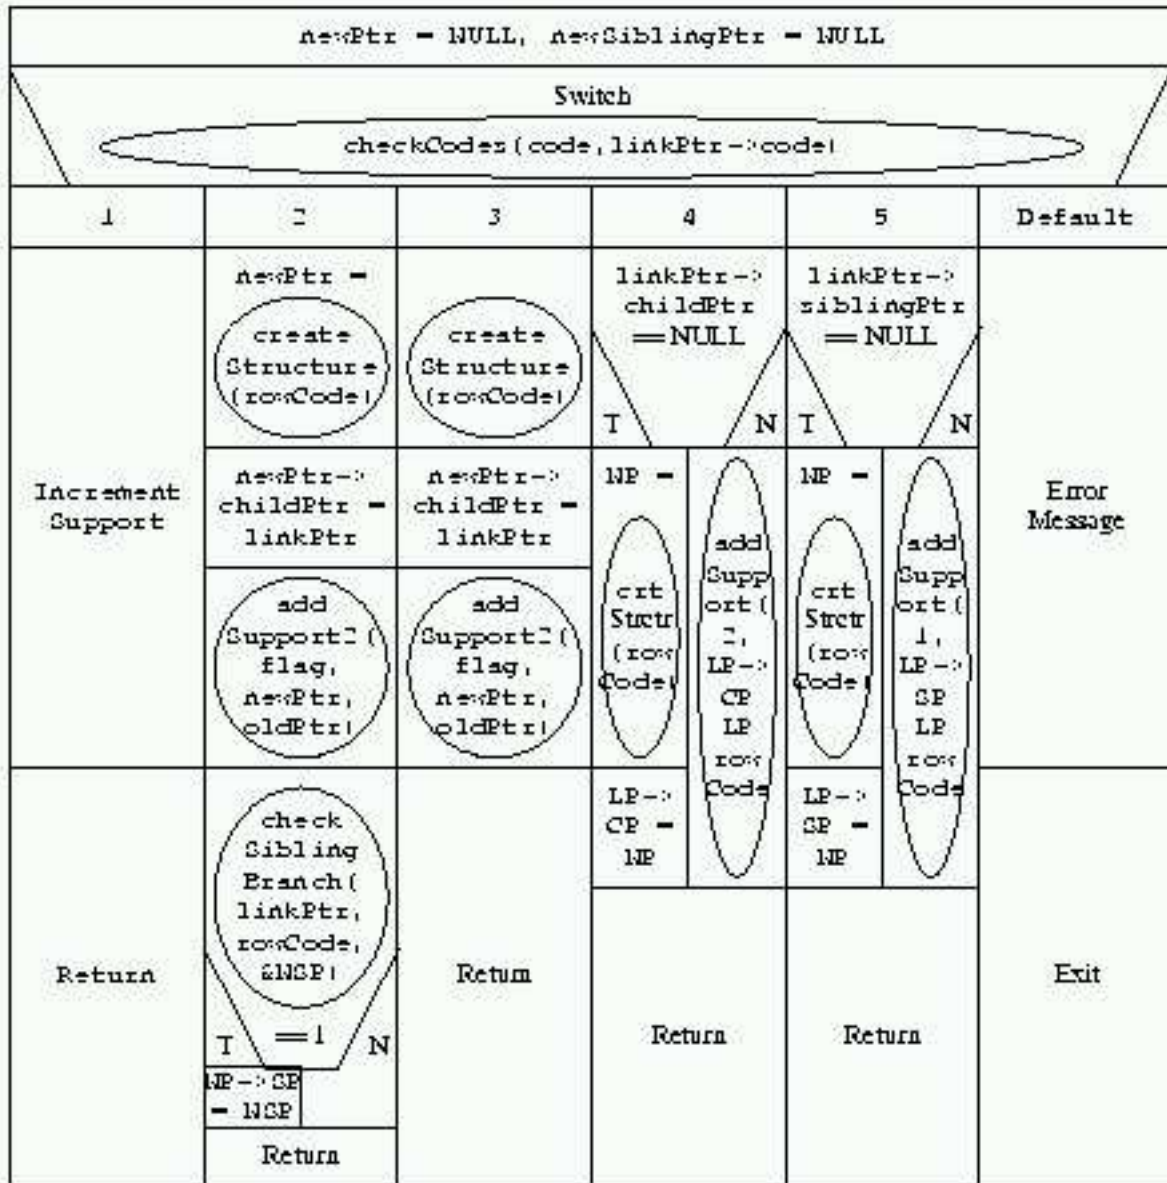 newPtr = NULL, newSiblingPtr = NULL
Switch
checkCodes(code,linkPtr->code)
1
2
3
4
5
Default
Increment
Support
Return
newPtr =
create
Structure
(rowCode)
newPtr->
childPtr =
linkPtr
add
Support2(
flag,
newPtr,
oldPtr)
check
Sibling
Branch(
linkPtr,
rowCode,
&NSP)
==1
T
N
NP->SP
= NSP
Return
create
Structure
(rowCode)
newPtr->
childPtr =
linkPtr
add
Support2(
flag,
newPtr,
oldPtr)
Return
linkPtr->
childPtr
==NULL
T
N
NP =
crt
Strctr
(row
Code)
LP->
CP =
NP
add
Supp
ort(
2,
LP->
CP
LP
row
Code
Return
linkPtr->
siblingPtr
==NULL
T
N
NP =
crt
Strctr
(row
Code)
LP->
SP =
NP
add
Supp
ort(
1,
LP->
SP
LP
row
Code
Return
Error
Message
Exit